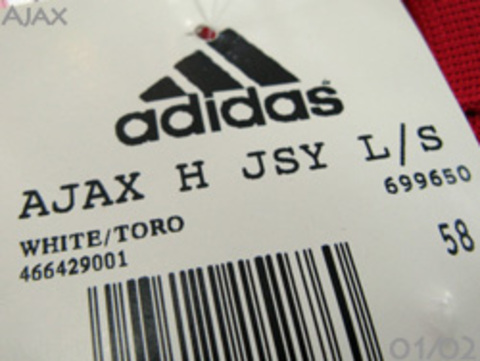 AJAX
adidas
AJAX H JSY L/S
699650
WHITE/TORO
466429001
58
01/02